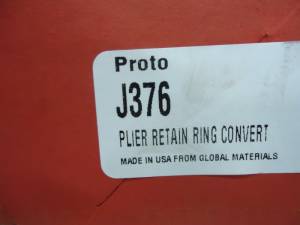 Proto
J376
PLIER RETAIN RING CONVERT
MADE IN USA FROM GLOBAL MATERIALS